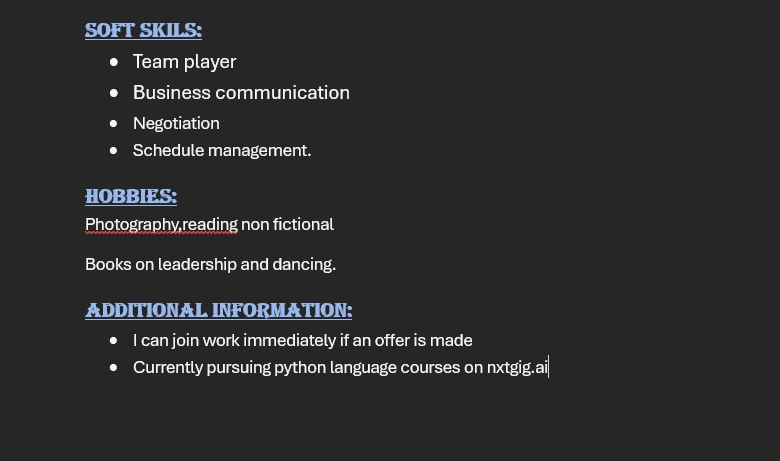 SOFT SKILS:
● Team player
● Business communication
● Negotiation
● Schedule management.
HOBBIES:
Photography,reading non fictional
Books on leadership and dancing.
ADDITIONAL INFORMATION:
● I can join work immediately if an offer is made
● Currently pursuing python language courses on nxtgig.ai